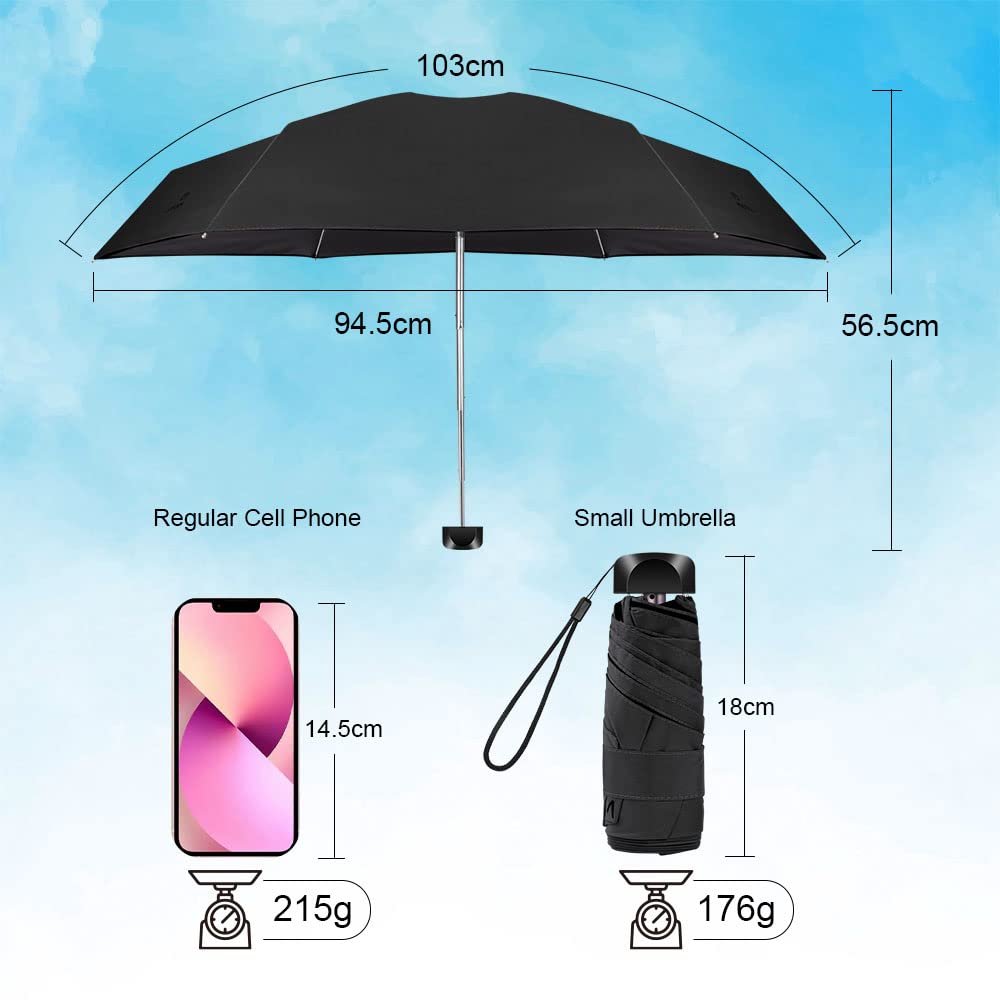 103cm
94.5cm
56.5cm
Regular Cell Phone
Small Umbrella
14.5cm
18cm
215g
176g